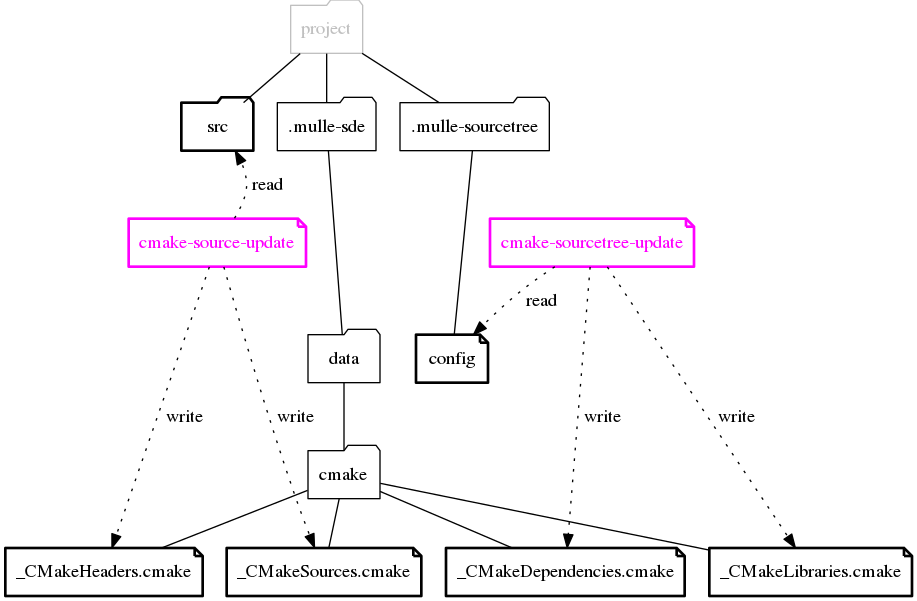 project
src
.mulle-sde
.mulle-sourcetree
read
cmake-source-update
cmake-sourcetree-update
read
data
config
write
write
write
write
cmake
_CMakeHeaders.cmake
_CMakeSources.cmake
_CMakeDependencies.cmake
_CMakeLibraries.cmake